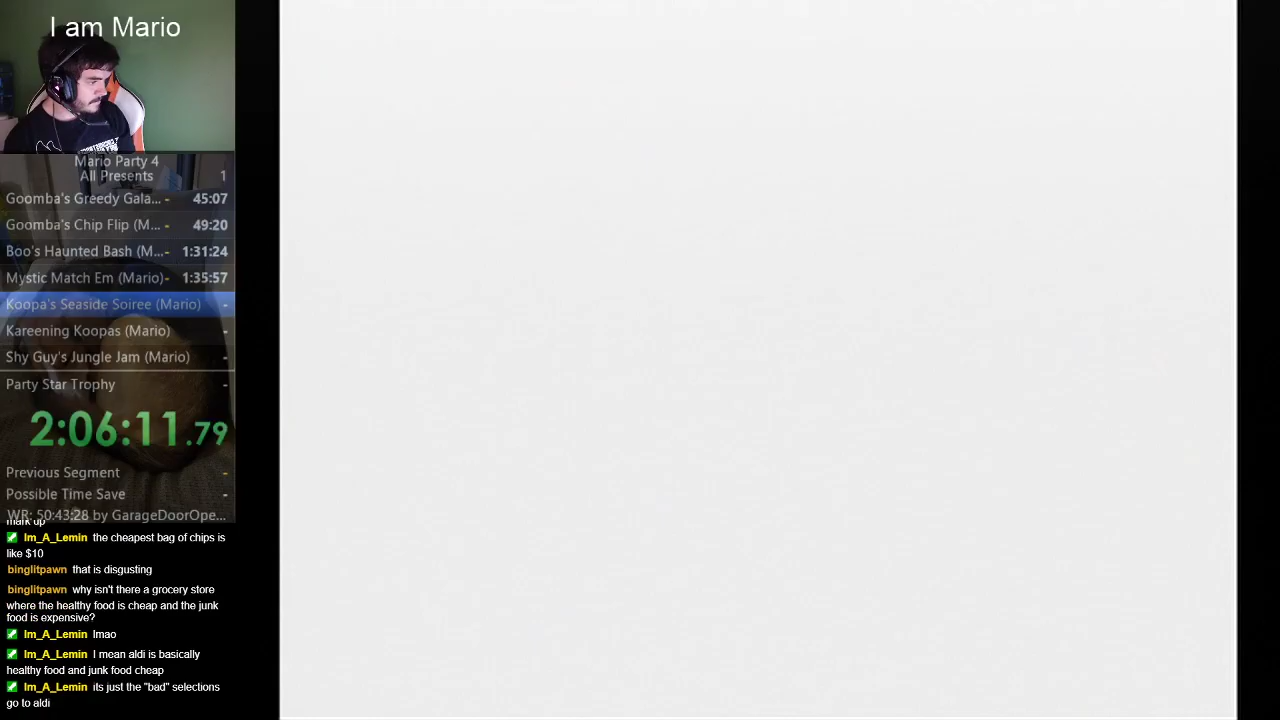 I am Mario
Mario Party 4
All Presents 1
Goomba's Greedy Gala... - 45:07
Goomba's Chip Flip (M... - 49:20
Boo's Haunted Bash (M... - 1:31:24
Mystic Match Em (Mario) - 1:35:57
Koopa's Seaside Soiree (Mario) -
Kareening Koopas (Mario) -
Shy Guy's Jungle Jam (Mario) -
Party Star Trophy -
2:06:11.79
Previous Segment -
Possible Time Save -
WR: 50:43:28 by GarageDoorOpe...
mark up
Im_A_Lemin the cheapest bag of chips is
like $10
binglitpawn that is disgusting
binglitpawn why isn't there a grocery store
where the healthy food is cheap and the junk
food is expensive?
Im_A_Lemin lmao
Im_A_Lemin I mean aldi is basically
healthy food and junk food cheap
Im_A_Lemin its just the "bad" selections
go to aldi